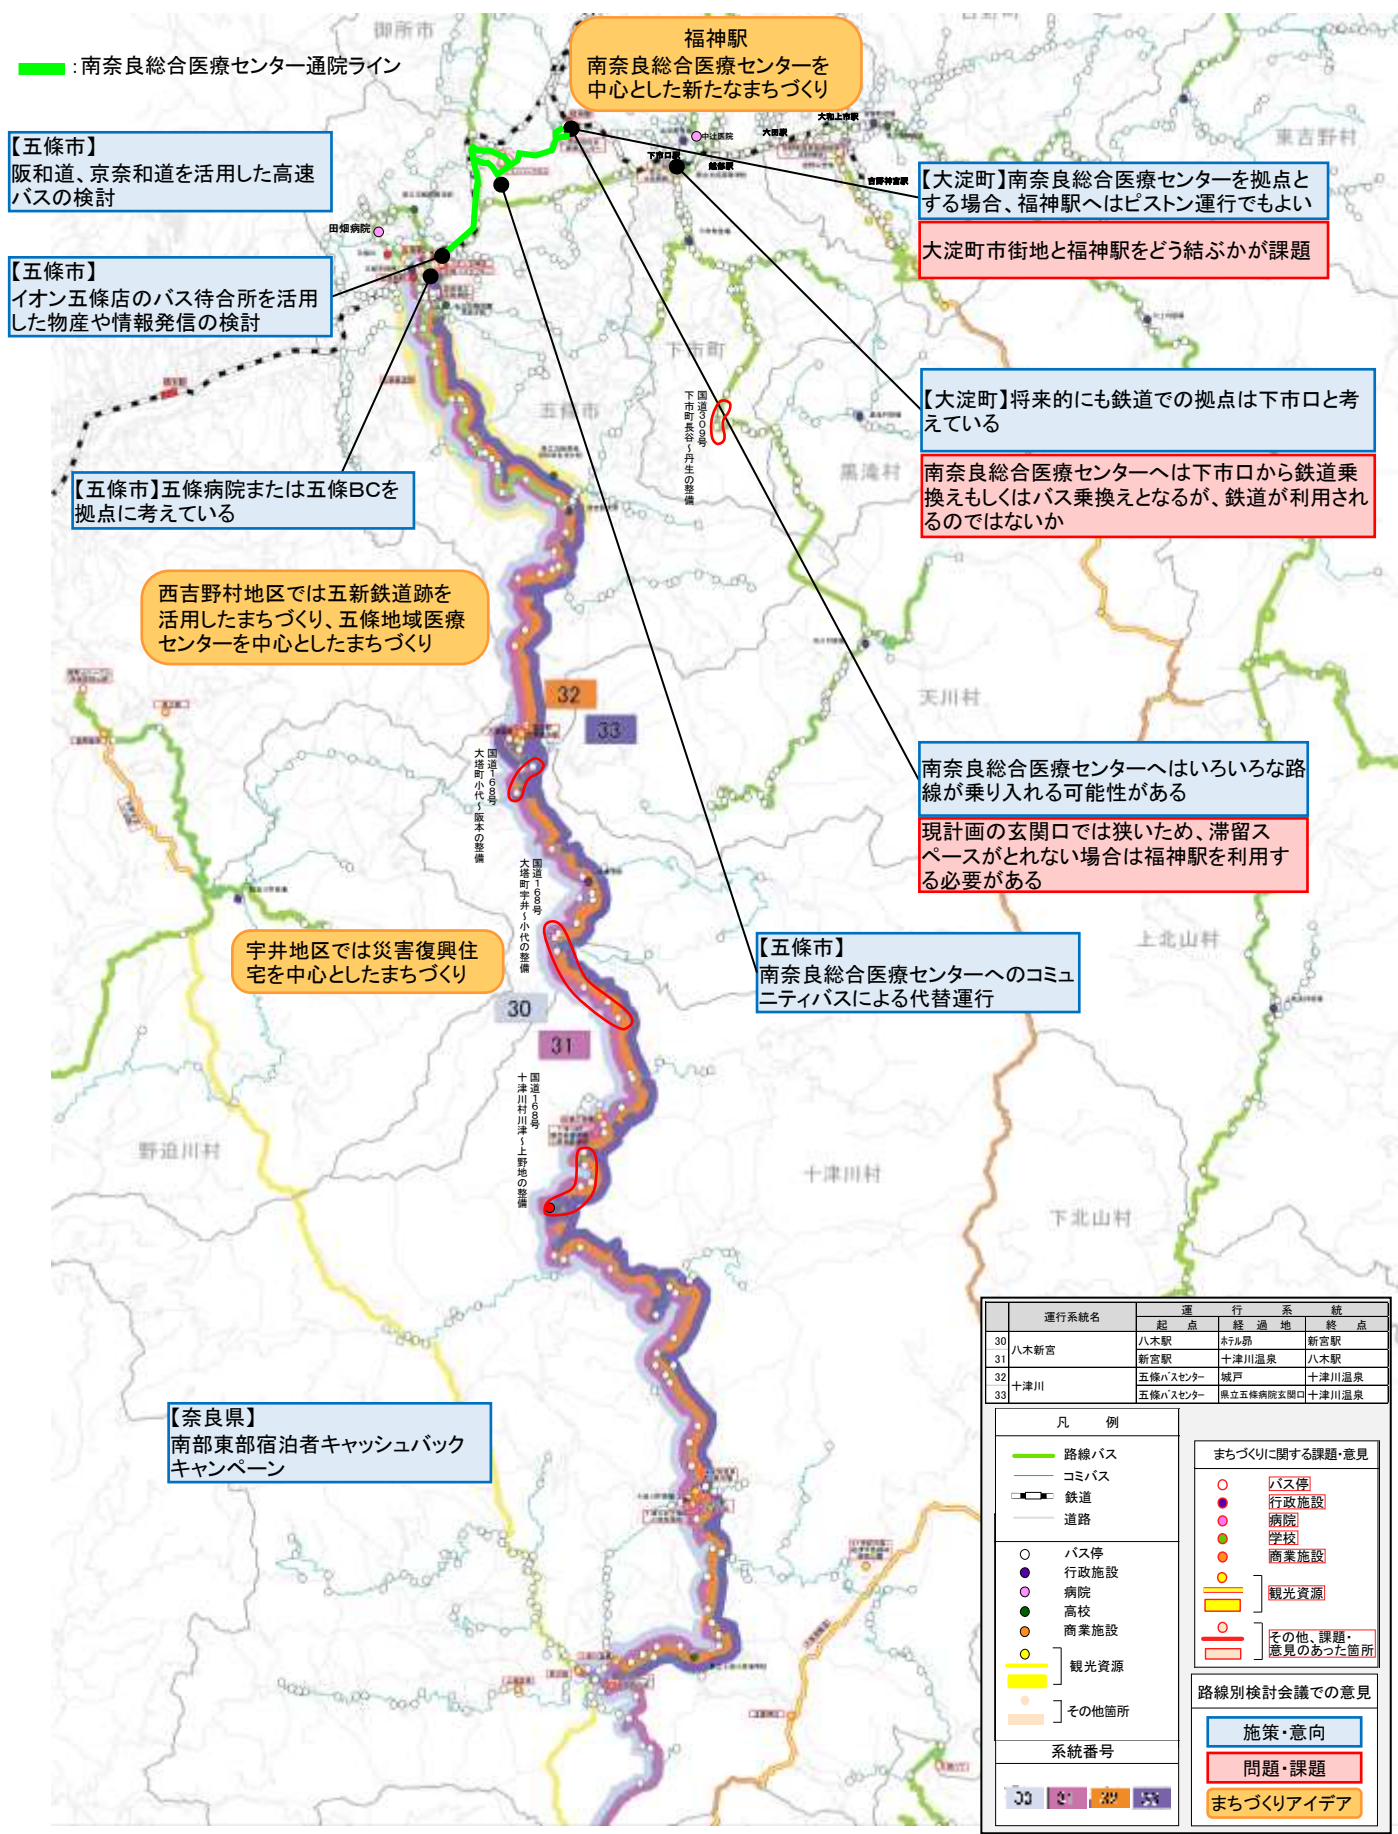 御所市
吉野町
:南奈良総合医療センター通院ライン
福神駅
南奈良総合医療センターを
中心とした新たなまちづくり
大和上市駅
大田駅
中辻医院
東吉野村
下市口駅
越部駅
吉野神宮駅
【五條市】
阪和道、京奈和道を活用した高速
バスの検討
【大淀町】南奈良総合医療センターを拠点と
する場合、福神駅へはピストン運行でもよい
大淀町市街地と福神駅をどう結ぶかが課題
田畑病院
【五條市】
イオン五條店のバス待合所を活用
した物産や情報発信の検討
下市町
五條市
国道309号
下市町長谷~丹生の整備
【大淀町】将来的にも鉄道での拠点は下市口と考
えている
南奈良総合医療センターへは下市口から鉄道乗
換えもしくはバス乗換えとなるが、鉄道が利用され
るのではないか
黒滝村
【五條市】五條病院または五條BCを
拠点に考えている
西吉野村地区では五新鉄道跡を
活用したまちづくり、五條地域医療
センターを中心としたまちづくり
天川村
32
33
国道168号
大塔町小代~阪本の整備
南奈良総合医療センターへはいろいろな路
線が乗り入れる可能性がある
現計画の玄関口では狭いため、滞留ス
ペースがとれない場合は福神駅を利用す
る必要がある
国道168号
大塔町宇井~小代の整備
宇井地区では災害復興住
宅を中心としたまちづくり
【五條市】
南奈良総合医療センターへのコミュ
ニティバスによる代替運行
上北山村
30
31
国道168号
十津川村川津~上野地の整備
野迫川村
十津川村
下北山村
【奈良県】
南部東部宿泊者キャッシュバック
キャンペーン
運行系統名 運行系統
起点 経過地 終点
30 八木新宮 八木駅 ホテル昴 新宮駅
31 新宮駅 十津川温泉 八木駅
32 十津川 五條バスセンター 城戸 十津川温泉
33 五條バスセンター 県立五條病院玄関口 十津川温泉
凡例
路線バス
コミバス
鉄道
道路
バス停
行政施設
病院
高校
商業施設
観光資源
その他箇所
系統番号
30 31 32 33
まちづくりに関する課題・意見
バス停
行政施設
病院
学校
商業施設
観光資源
その他、課題・
意見のあった箇所
路線別検討会議での意見
施策・意向
問題・課題
まちづくりアイデア